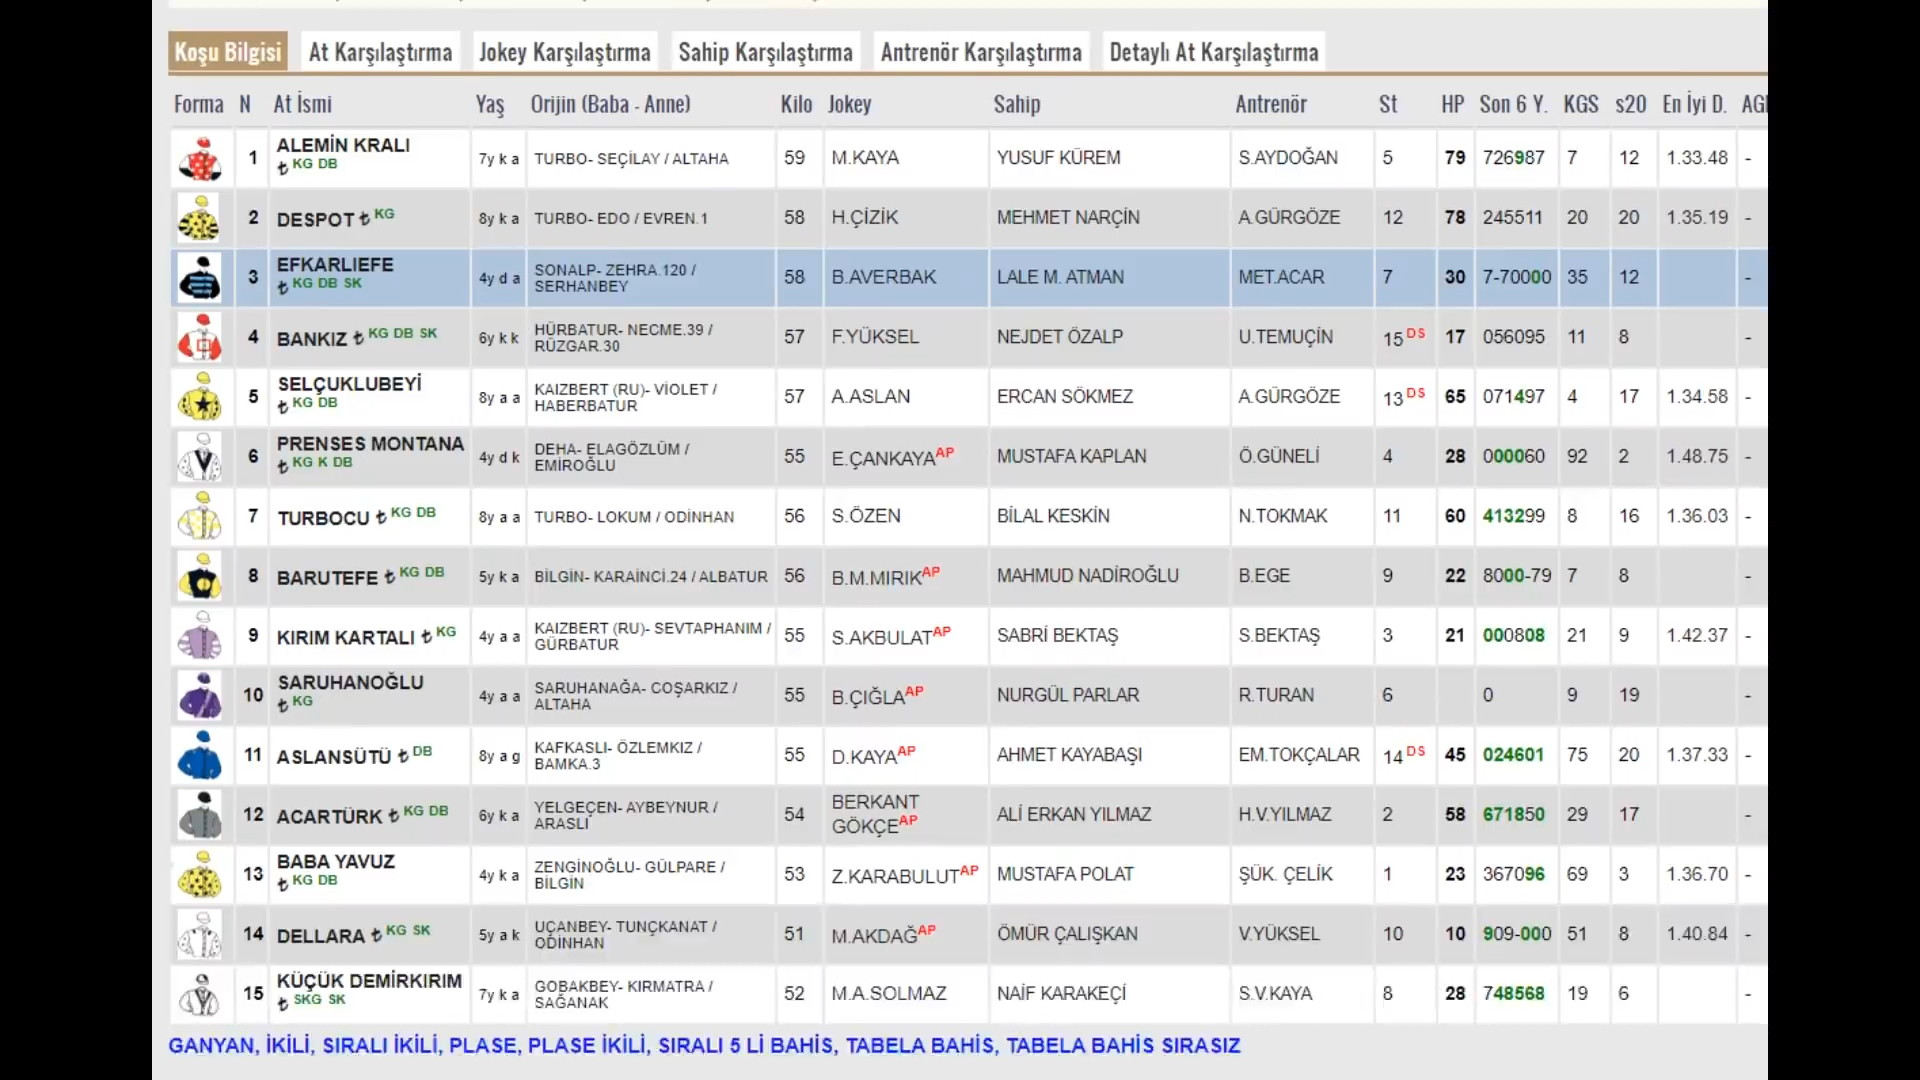 Koşu Bilgisi At Karşılaştırma Jokey Karşılaştırma Sahip Karşılaştırma Antrenör Karşılaştırma Detaylı At Karşılaştırma
Forma N At İsmi Yaş Orijin (Baba - Anne) Kilo Jokey Sahip Antrenör St HP Son 6 Y. KGS s20 En İyi D.
1 ALEMİN KRALI ₺ KG DB 7y k a TURBO- SEÇİLAY / ALTAHA 59 M.KAYA YUSUF KÜREM S.AYDOĞAN 5 79 726987 7 12 1.33.48 -
2 DESPOT ₺ KG 8y k a TURBO- EDO / EVREN.1 58 H.ÇİZİK MEHMET NARÇİN A.GÜRGÖZE 12 78 245511 20 20 1.35.19 -
3 EFKARLIEFE ₺ KG DB SK 4y d a SONALP- ZEHRA.120 / SERHANBEY 58 B.AVERBAK LALE M. ATMAN MET.ACAR 7 30 7-70000 35 12 -
4 BANKIZ ₺ KG DB SK 6y k k HÜRBATUR- NECME.39 / RÜZGAR.30 57 F.YÜKSEL NEJDET ÖZALP U.TEMUÇİN 15 DS 17 056095 11 8 -
5 SELÇUKLUBEYİ ₺ KG DB 8y a a KAIZBERT (RU)- VİOLET / HABERBATUR 57 A.ASLAN ERCAN SÖKMEZ A.GÜRGÖZE 13 DS 65 071497 4 17 1.34.58 -
6 PRENSES MONTANA ₺ KG K DB 4y d k DEHA- ELAGÖZLÜM / EMİROĞLU 55 E.ÇANKAYA AP MUSTAFA KAPLAN Ö.GÜNELİ 4 28 000060 92 2 1.48.75 -
7 TURBOCU ₺ KG DB 8y a a TURBO- LOKUM / ODİNHAN 56 S.ÖZEN BİLAL KESKİN N.TOKMAK 11 60 413299 8 16 1.36.03 -
8 BARUTEFE ₺ KG DB 5y k a BİLGİN- KARAİNCİ.24 / ALBATUR 56 B.M.MIRIK AP MAHMUD NADİROĞLU B.EGE 9 22 8000-79 7 8 -
9 KIRIM KARTALI ₺ KG 4y a a KAIZBERT (RU)- SEVTAPHANIM / GÜRBATUR 55 S.AKBULAT AP SABRİ BEKTAŞ S.BEKTAŞ 3 21 000808 21 9 1.42.37 -
10 SARUHANOĞLU ₺ KG 4y a a SARUHANAĞA- COŞARKIZ / ALTAHA 55 B.ÇIĞLA AP NURGÜL PARLAR R.TURAN 6 0 9 19 -
11 ASLANSÜTÜ ₺ DB 8y a g KAFKASLI- ÖZLEMKIZ / BAMKA.3 55 D.KAYA AP AHMET KAYABAŞI EM.TOKÇALAR 14 DS 45 024601 75 20 1.37.33 -
12 ACARTÜRK ₺ KG DB 6y k a YELGEÇEN- AYBEYNUR / ARASLI 54 BERKANT GÖKÇE AP ALİ ERKAN YILMAZ H.V.YILMAZ 2 58 671850 29 17 -
13 BABA YAVUZ ₺ KG DB 4y k a ZENGİNOĞLU- GÜLPARE / BİLGİN 53 Z.KARABULUT AP MUSTAFA POLAT ŞÜK. ÇELİK 1 23 367096 69 3 1.36.70 -
14 DELLARA ₺ KG SK 5y a k UÇANBEY- TUNÇKANAT / ODİNHAN 51 M.AKDAĞ AP ÖMÜR ÇALIŞKAN V.YÜKSEL 10 10 909-000 51 8 1.40.84 -
15 KÜÇÜK DEMİRKIRIM ₺ SKG SK 7y k a GOBAKBEY- KIRMATRA / SAĞANAK 52 M.A.SOLMAZ NAİF KARAKEÇİ S.V.KAYA 8 28 748568 19 6 -
GANYAN, İKİLİ, SIRALI İKİLİ, PLASE, PLASE İKİLİ, SIRALI 5 Lİ BAHİS, TABELA BAHİS, TABELA BAHİS SIRASIZ